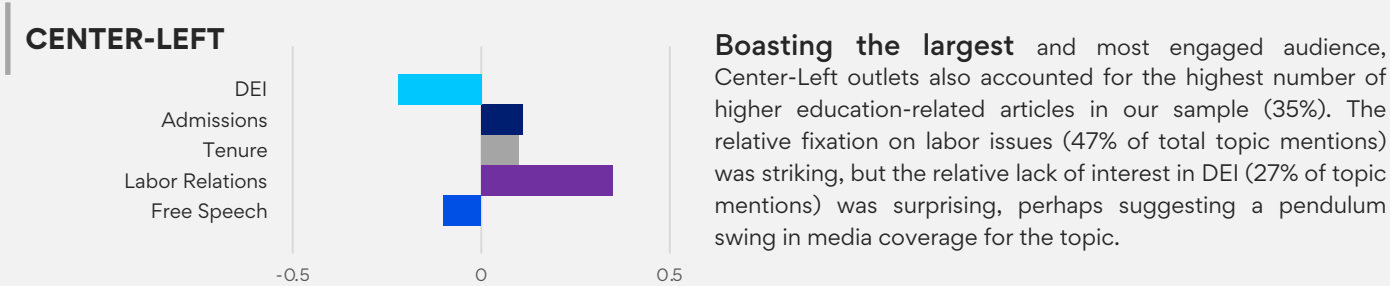 CENTER-LEFT
DEI
Admissions
Tenure
Labor Relations
Free Speech
-0.5
0
0.5
Boasting the largest and most engaged audience,
Center-Left outlets also accounted for the highest number of
higher education-related articles in our sample (35%). The
relative fixation on labor issues (47% of total topic mentions)
was striking, but the relative lack of interest in DEI (27% of topic
mentions) was surprising, perhaps suggesting a pendulum
swing in media coverage for the topic.